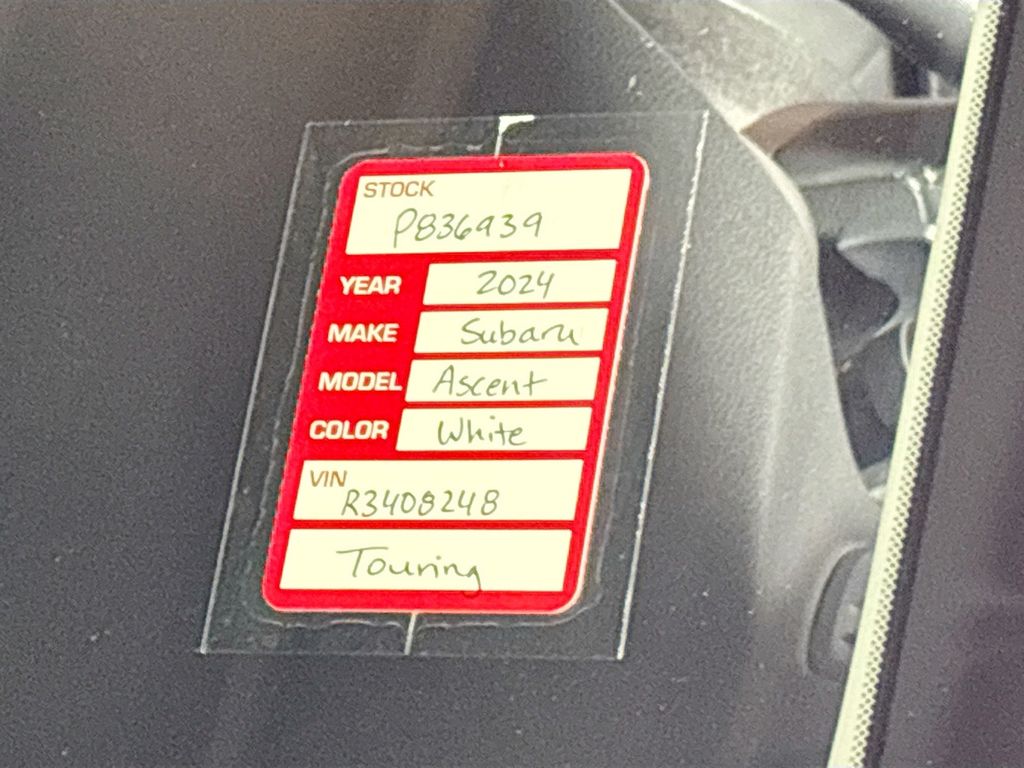 STOCK
P836939
YEAR 2024
MAKE Subaru
MODEL Ascent
COLOR White
VIN
R3408248
Touring